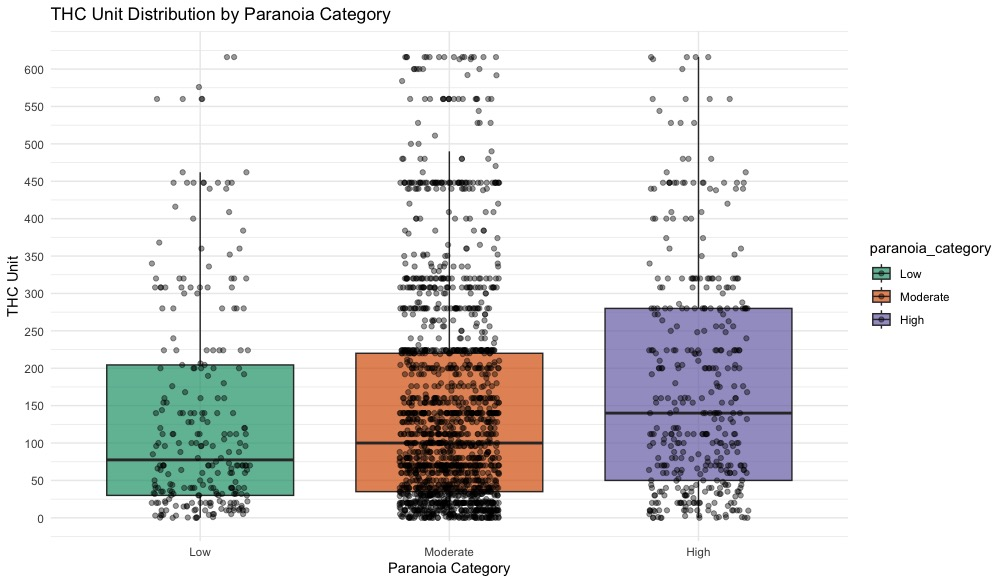 THC Unit Distribution by Paranoia Category
THC Unit
600
550
500
450
400
350
300
250
200
150
100
50
0
Low
Moderate
High
Paranoia Category
paranoia_category
Low
Moderate
High